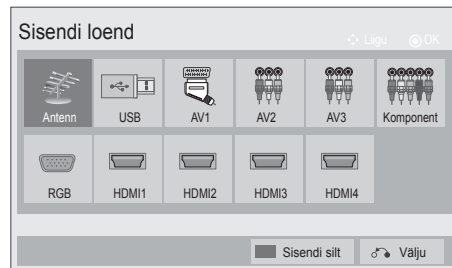 Sisendi loend
Liigu OK
Antenn USB AV1 AV2 AV3 Komponent
RGB HDMI1 HDMI2 HDMI3 HDMI4
Sisendi silt Välju